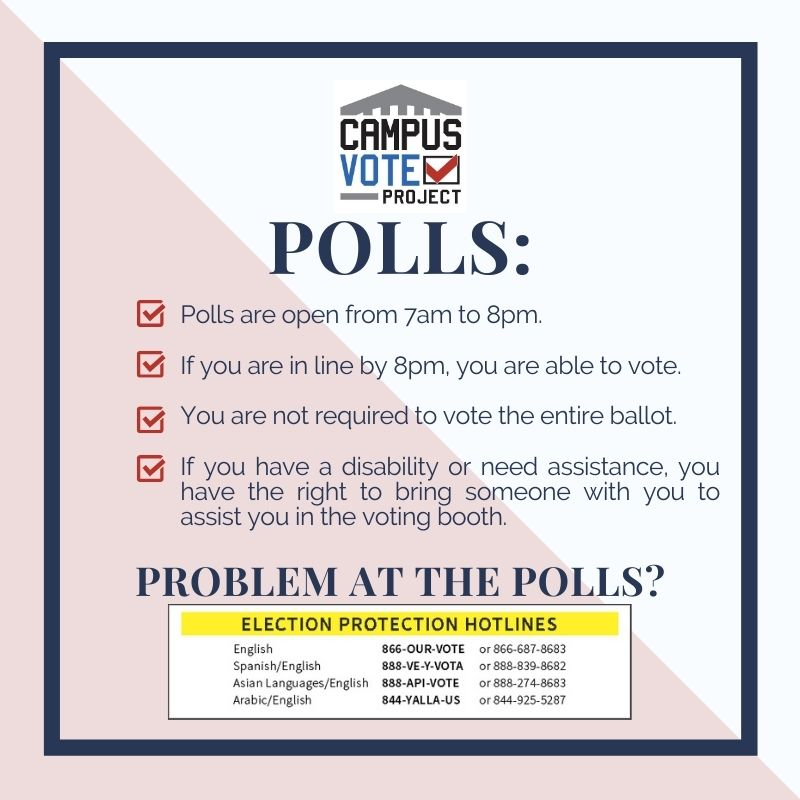 CAMPUS
VOTE
PROJECT
POLLS:
Polls are open from 7am to 8pm.
If you are in line by 8pm, you are able to vote.
You are not required to vote the entire ballot.
If you have a disability or need assistance, you
have the right to bring someone with you to
assist you in the voting booth.
PROBLEM AT THE POLLS?
ELECTION PROTECTION HOTLINES
English 866-OUR-VOTE or 866-687-8683
Spanish/English 888-VE-Y-VOTA or 888-839-8682
Asian Languages/English 888-API-VOTE or 888-274-8683
Arabic/English 844-YALLA-US or 844-925-5287